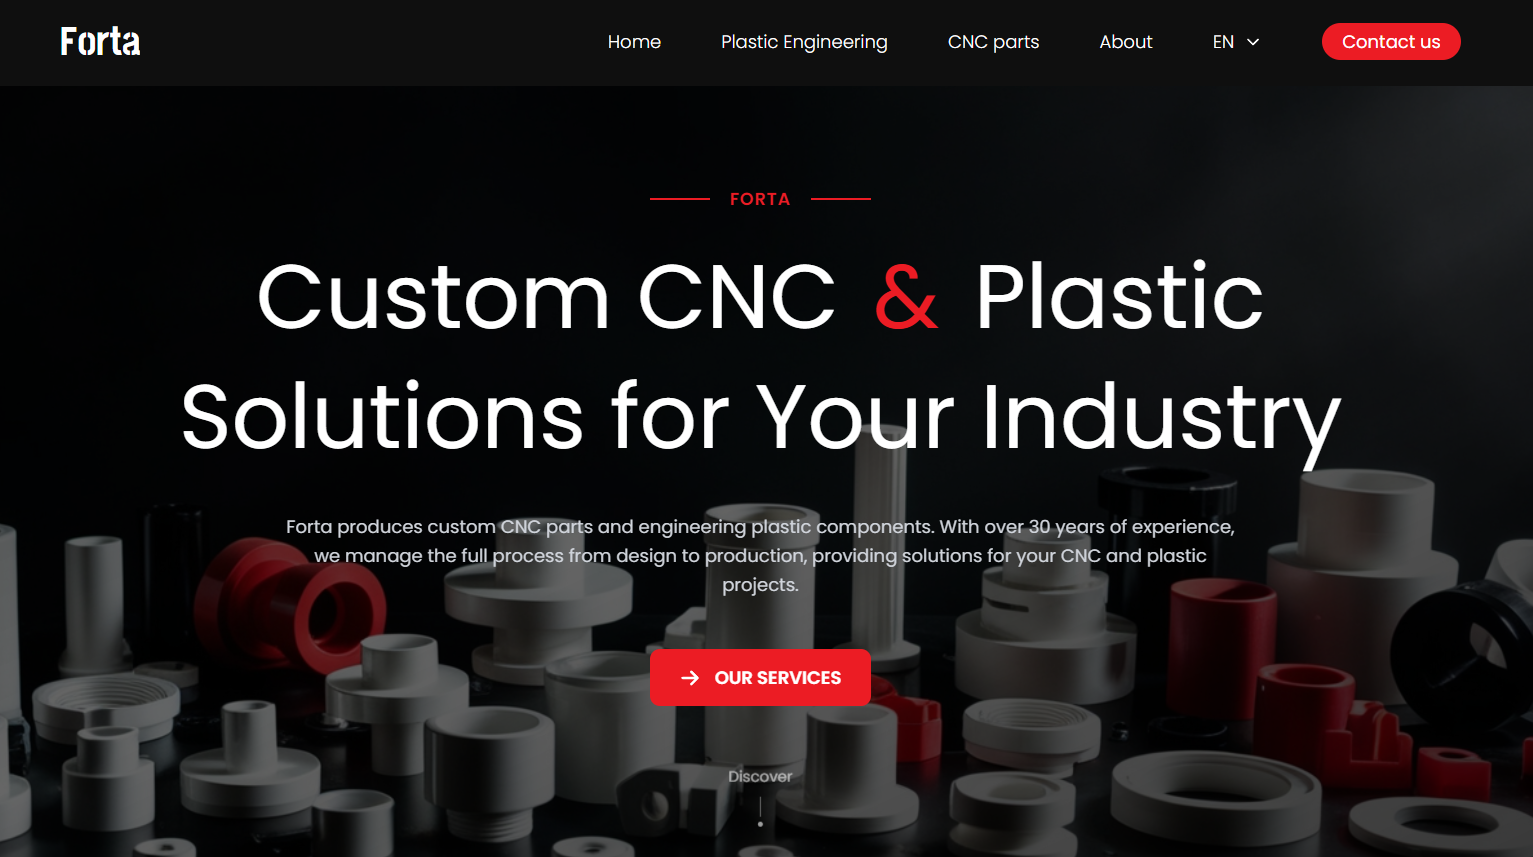 Forta
Home
Plastic Engineering
CNC parts
About
EN
Contact us
FORTA
Custom CNC & Plastic
Solutions for Your Industry
Forta produces custom CNC parts and engineering plastic components. With over 30 years of experience,
we manage the full process from design to production, providing solutions for your CNC and plastic
projects.
OUR SERVICES
Discover